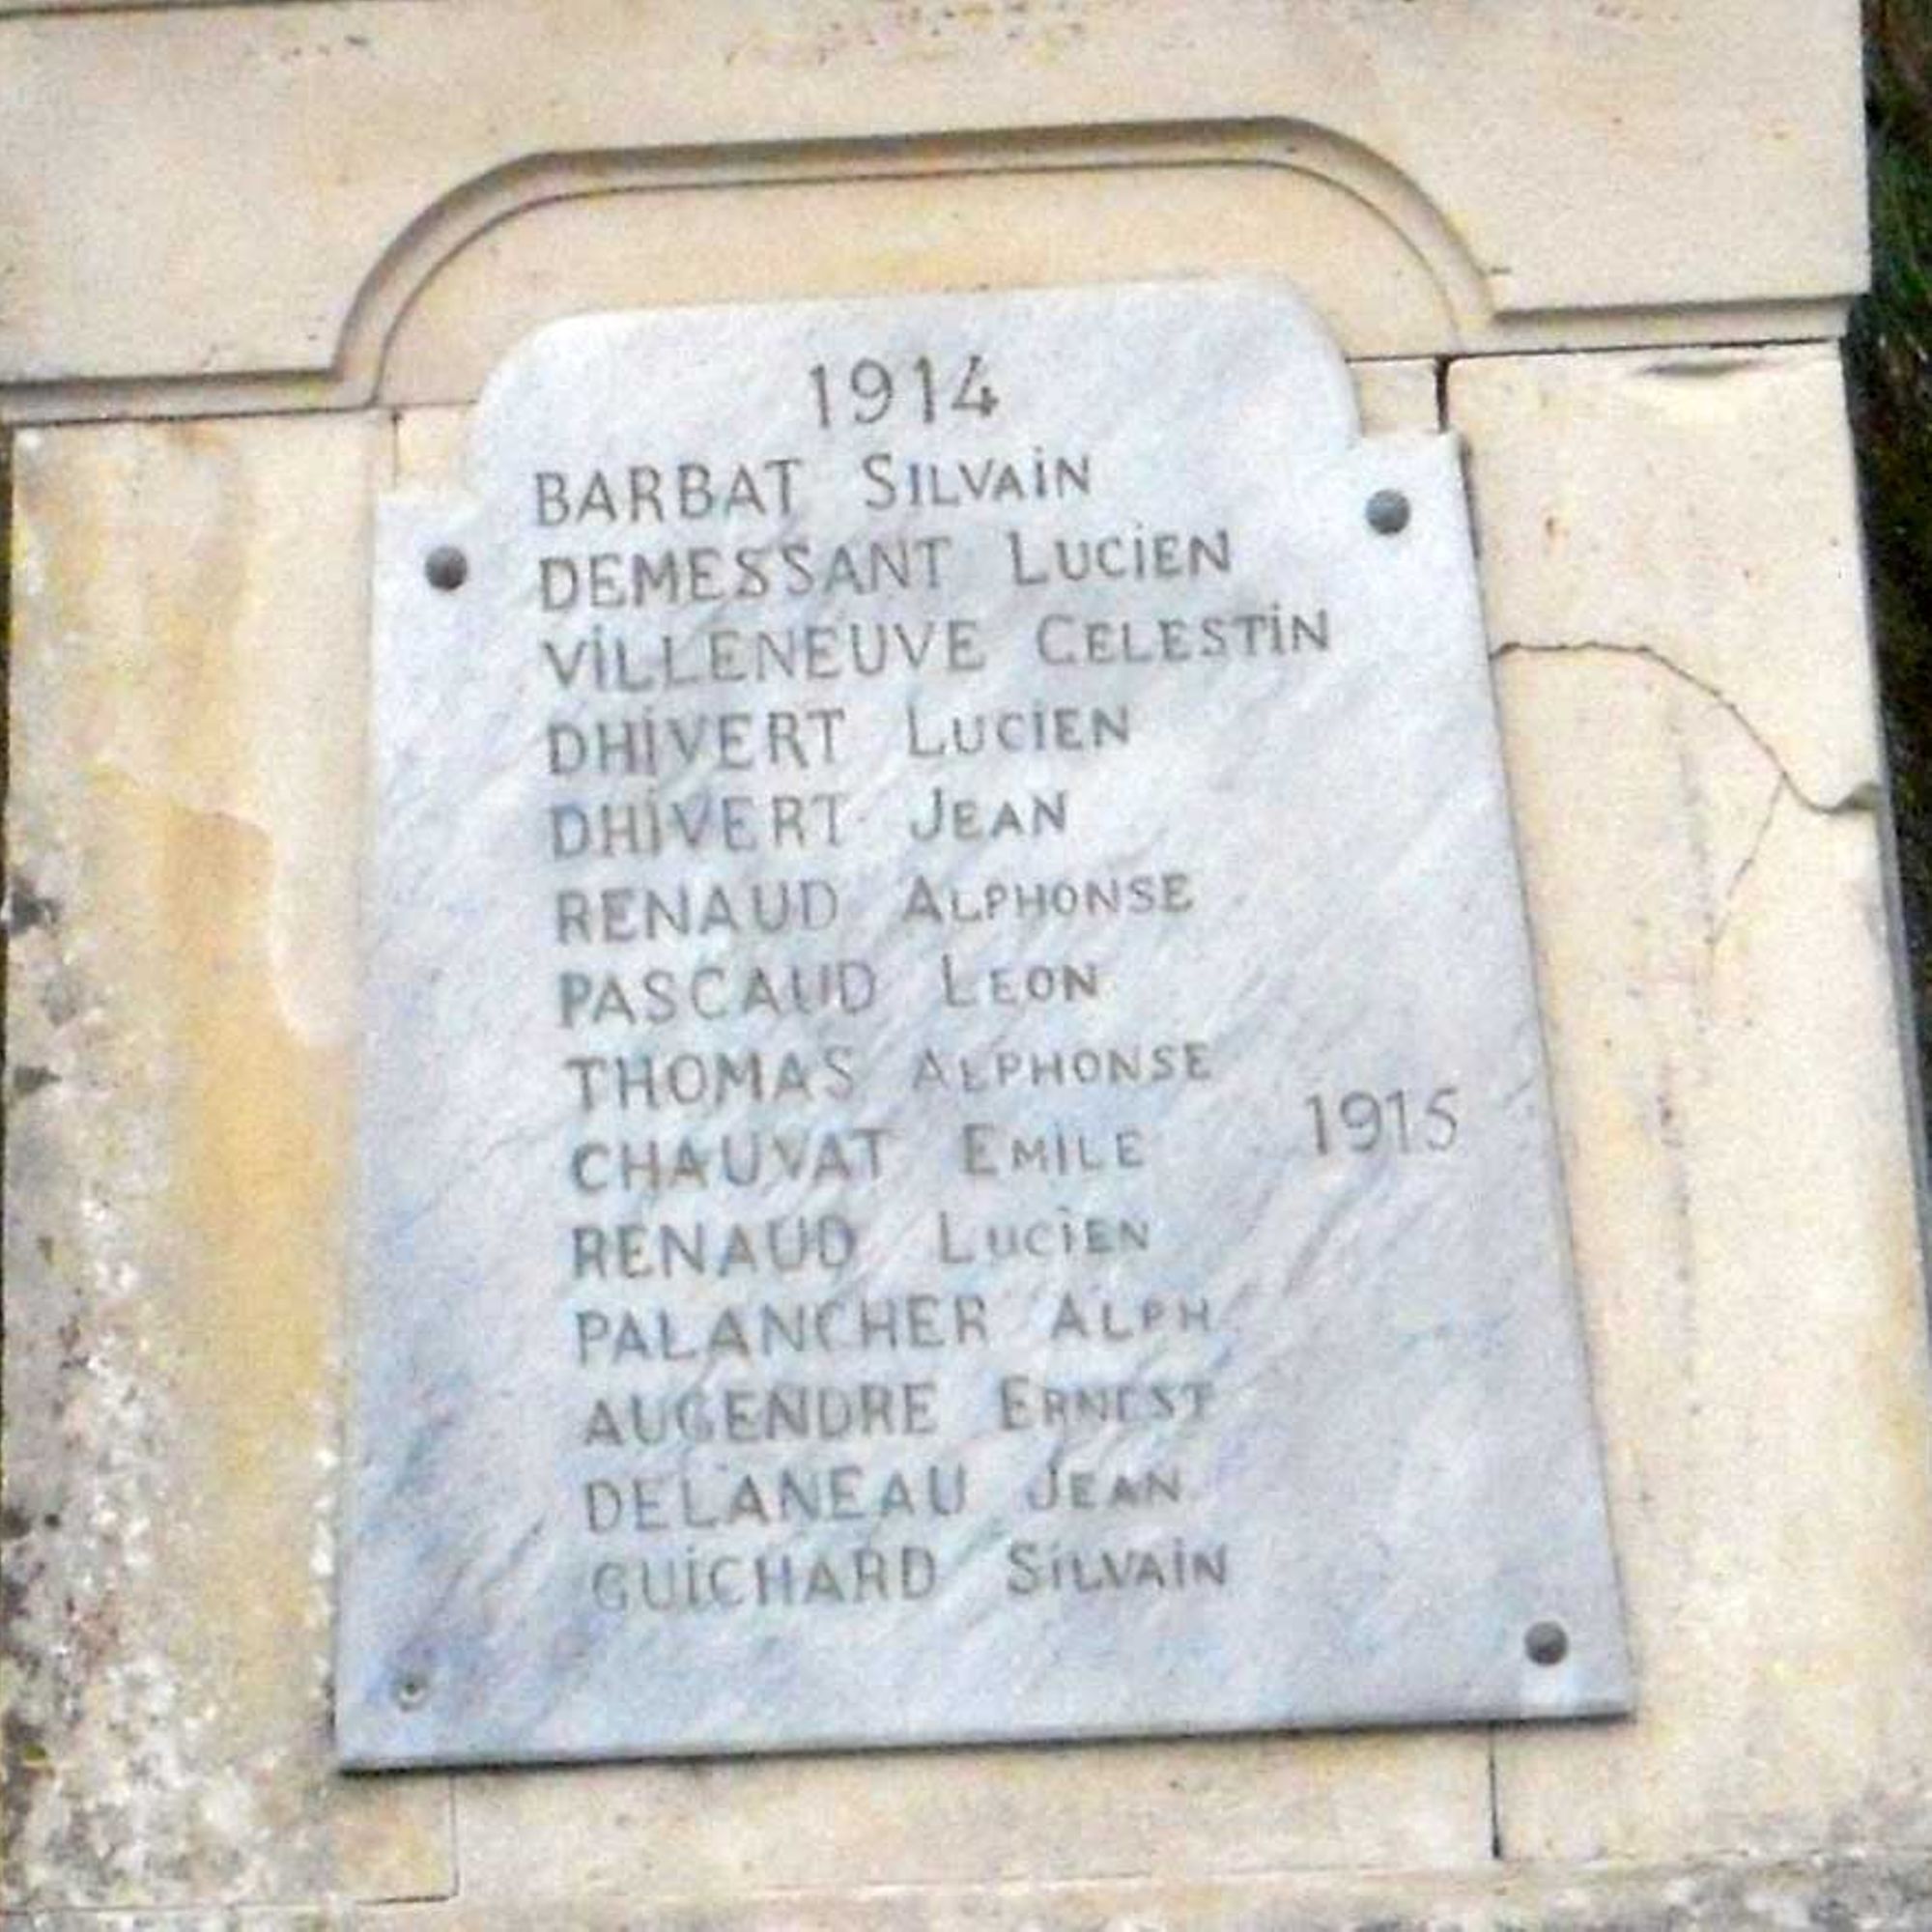 1914
BARBAT SILVAIN
DEMESSANT LUCIEN
VILLENEUVE CELESTIN
DHIVERT LUCIEN
DHIVERT JEAN
RENAUD ALPHONSE
PASCAUD LEON
THOMAS ALPHONSE
CHAUVAT EMILE 1915
RENAUD LUCIEN
PALANCHER ALPH
AUGENDRE ERNEST
DELANEAU JEAN
GUICHARD SILVAIN